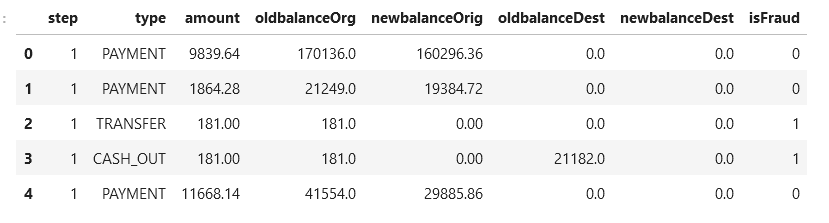 : step type amount oldbalanceOrg newbalanceOrig oldbalanceDest newbalanceDest isFraud
0 1 PAYMENT 9839.64 170136.0 160296.36 0.0 0.0 0
1 1 PAYMENT 1864.28 21249.0 19384.72 0.0 0.0 0
2 1 TRANSFER 181.00 181.0 0.00 0.0 0.0 1
3 1 CASH_OUT 181.00 181.0 0.00 21182.0 0.0 1
4 1 PAYMENT 11668.14 41554.0 29885.86 0.0 0.0 0